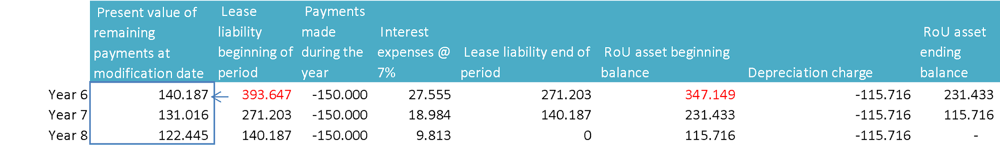 Present value of remaining payments at modification date	Lease liability beginning of period	Payments made during the year	Interest expenses @ 7%	Lease liability end of period	RoU asset beginning balance	Depreciation charge	RoU asset ending balance
Year 6	140.187	393.647	-150.000	27.555	271.203	347.149	-115.716	231.433
Year 7	131.016	271.203	-150.000	18.984	140.187	231.433	-115.716	115.716
Year 8	122.445	140.187	-150.000	9.813	0	115.716	-115.716	-